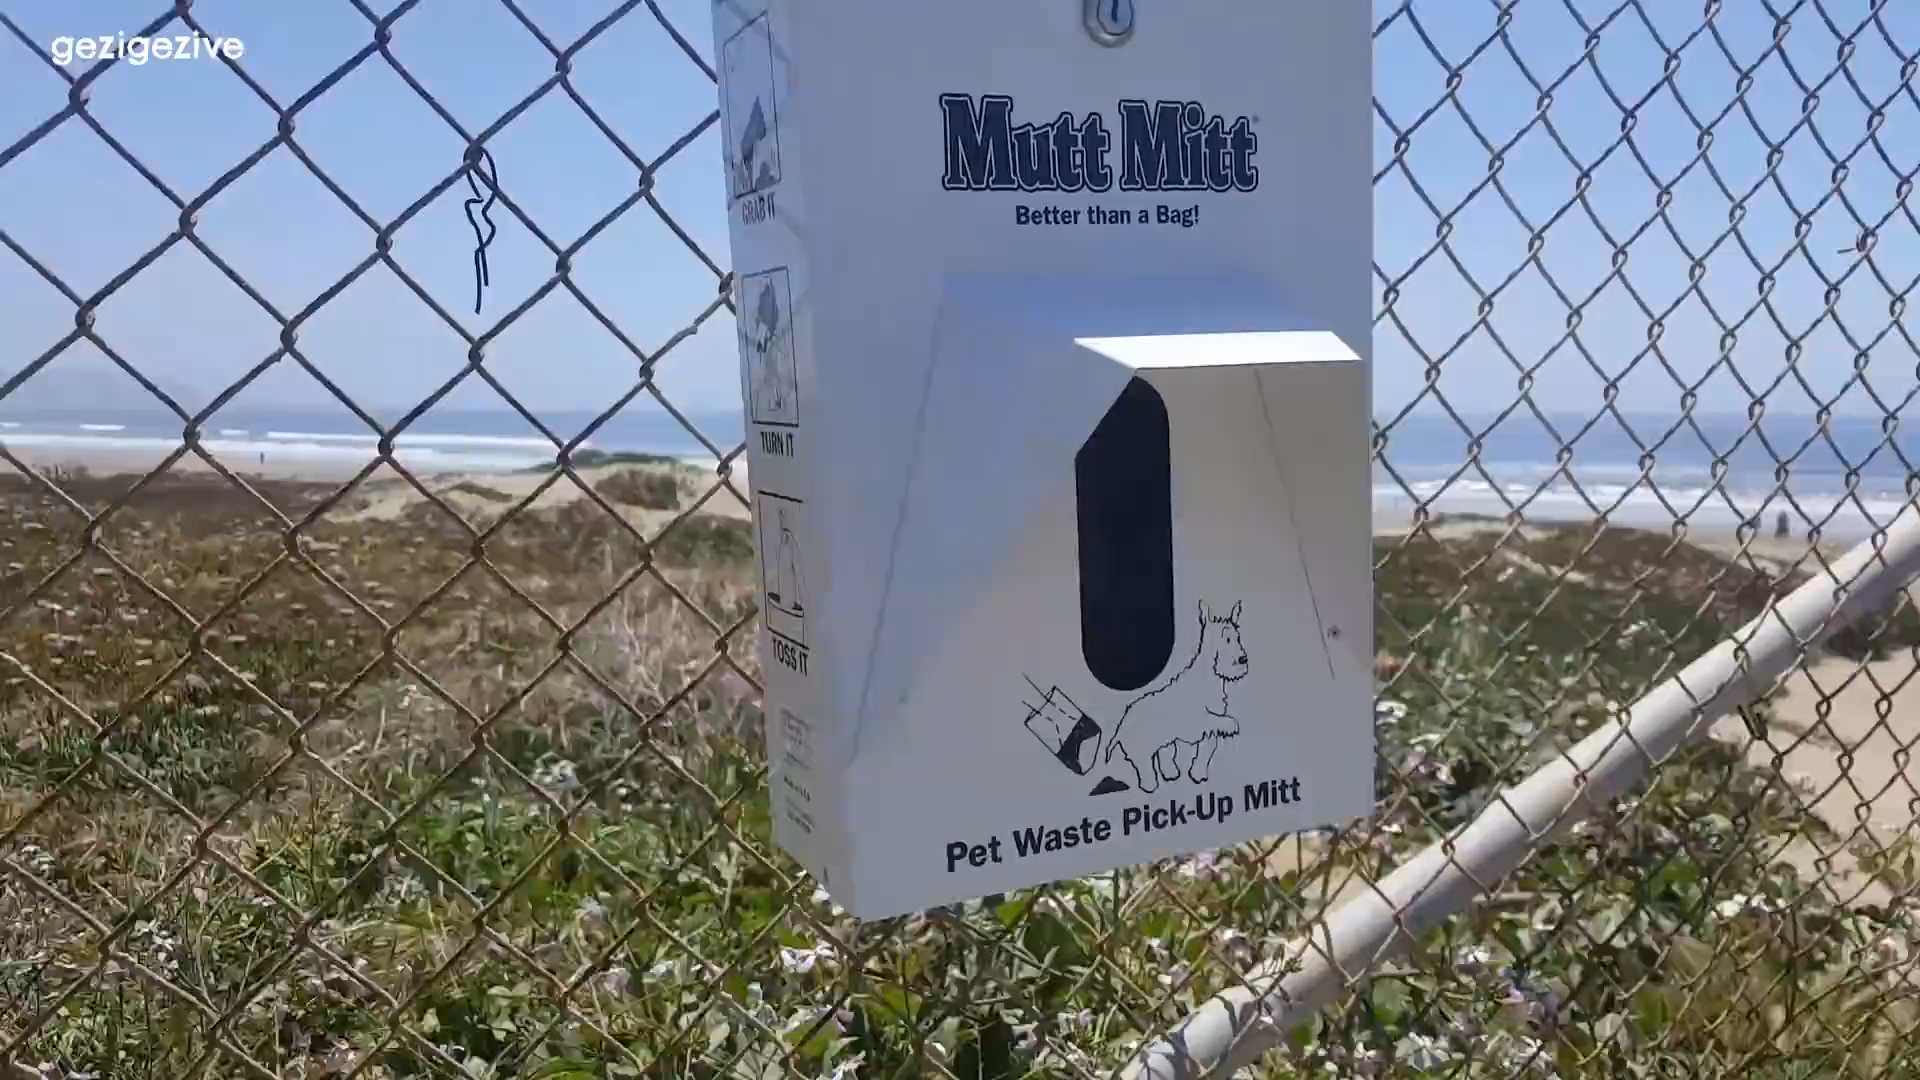 gezigezive
Mutt Mitt
Better than a Bag!
GRAB IT
TURN IT
TOSS IT
Pet Waste Pick-Up Mitt